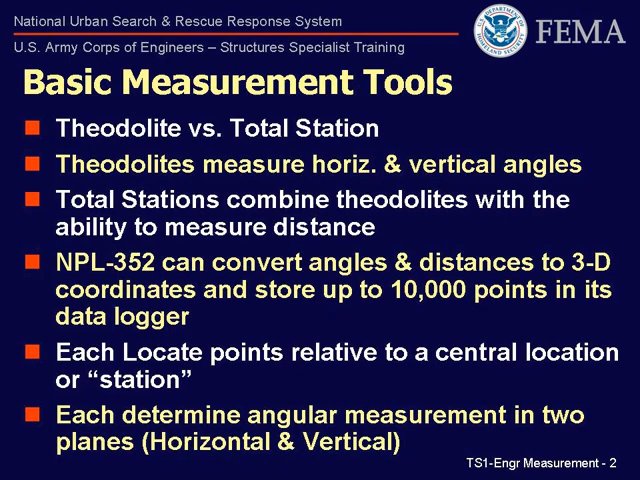 National Urban Search & Rescue Response System
U.S. Army Corps of Engineers – Structures Specialist Training
FEMA
Basic Measurement Tools
Theodolite vs. Total Station
Theodolites measure horiz. & vertical angles
Total Stations combine theodolites with the
ability to measure distance
NPL-352 can convert angles & distances to 3-D
coordinates and store up to 10,000 points in its
data logger
Each Locate points relative to a central location
or “station”
Each determine angular measurement in two
planes (Horizontal & Vertical)
TS1-Engr Measurement - 2